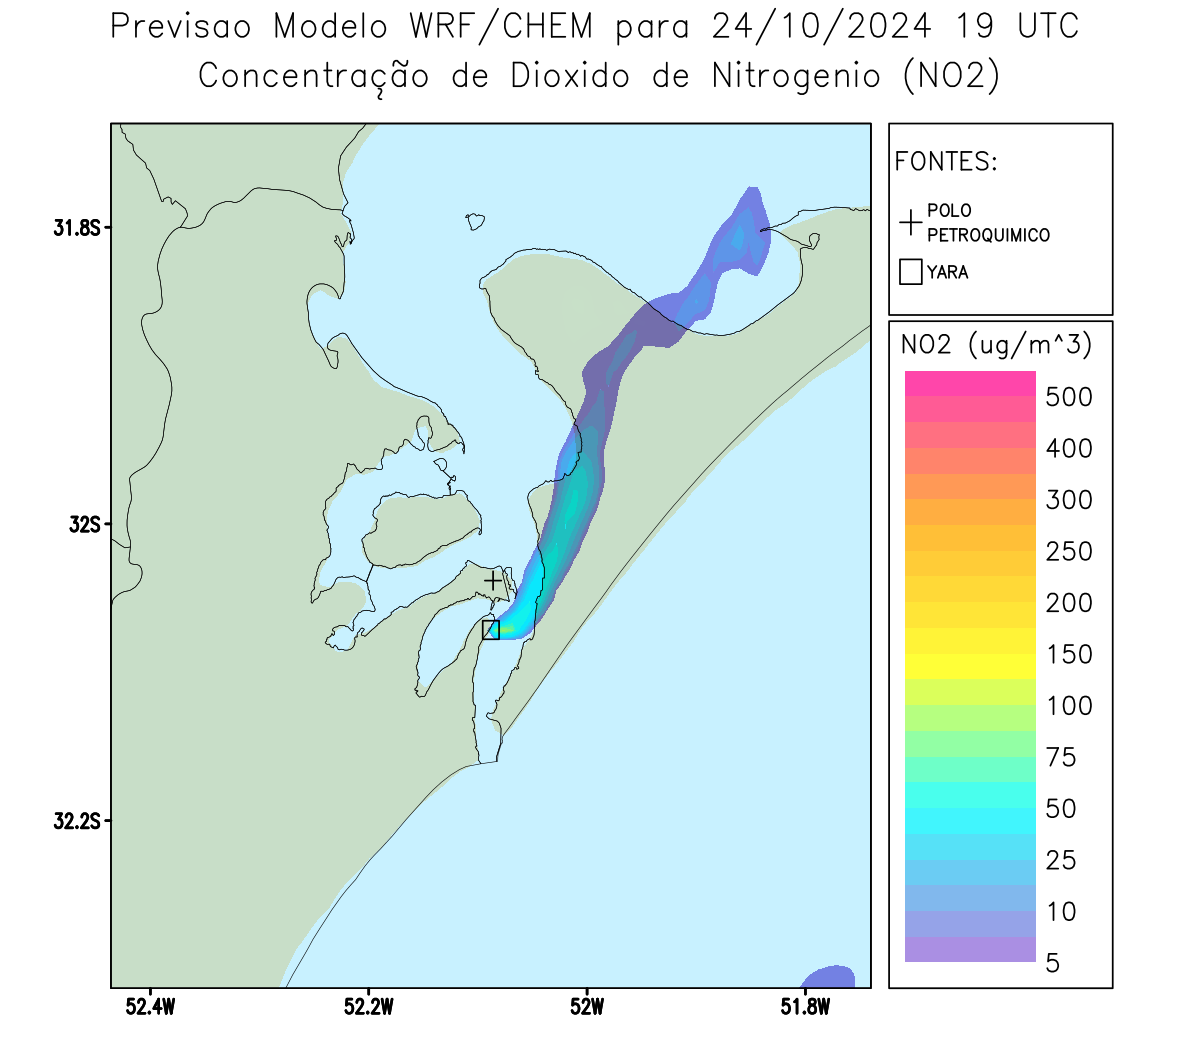 Previsao Modelo WRF/CHEM para 24/10/2024 19 UTC
Concentração de Dioxido de Nitrogenio (NO2)
FONTES:
POLO
PETROQUIMICO
YARA
NO2 (ug/m^3)
500
400
300
250
200
150
100
75
50
25
10
5
31.8S
32S
32.2S
52.4W
52.2W
52W
51.8W